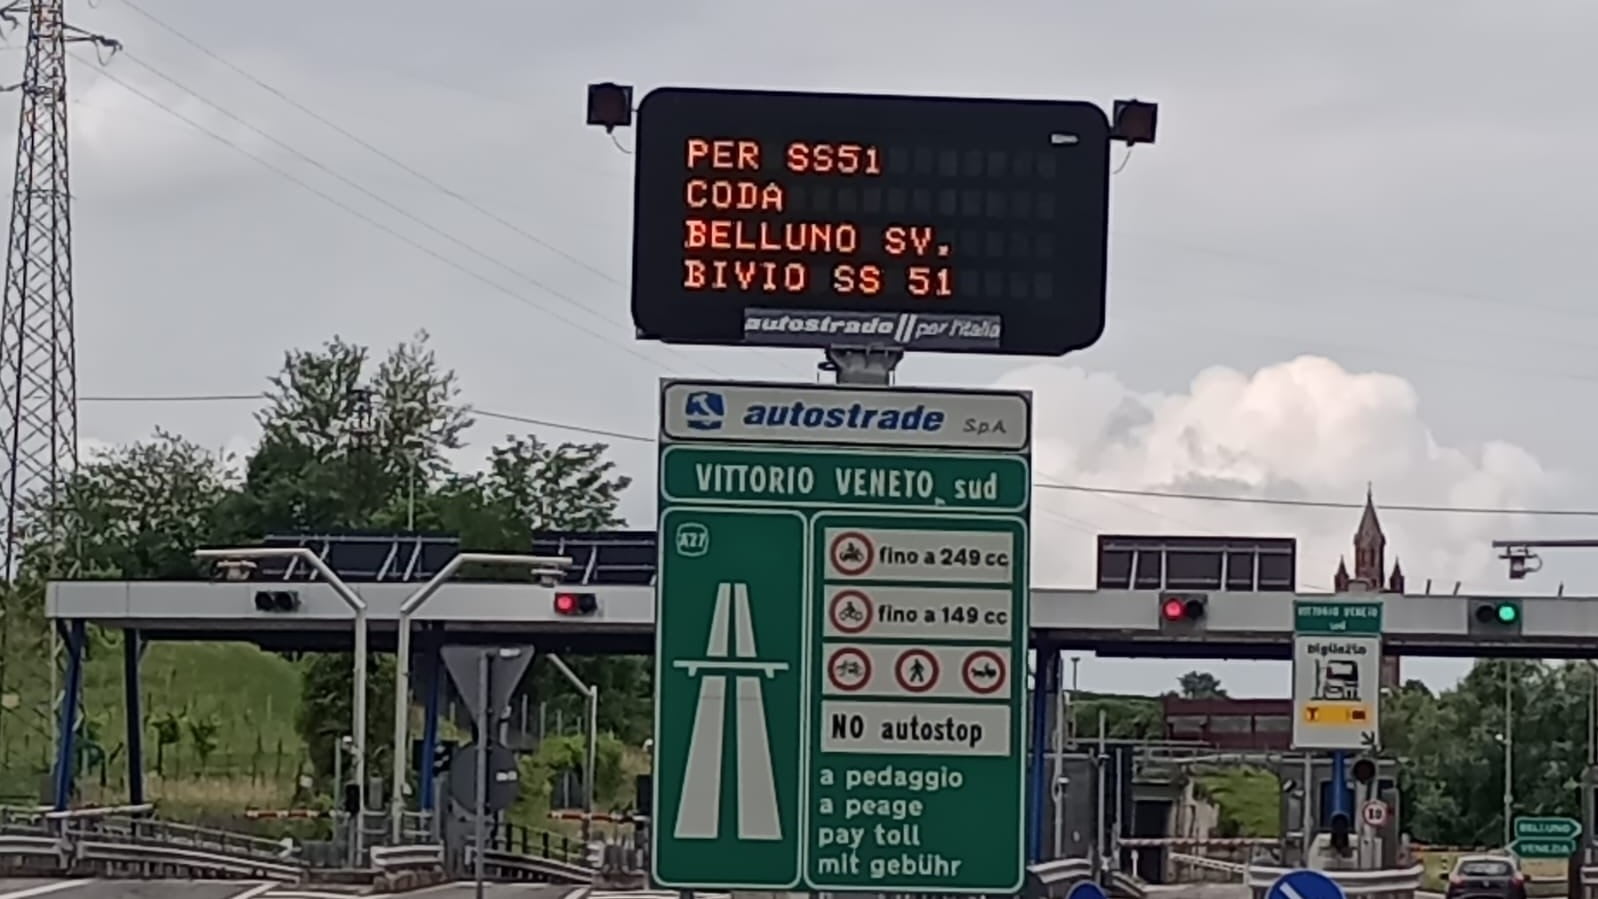 PER SS51
CODA
BELLUNO SV.
BIVIO SS 51
autostrade per l'italia
autostrade S.p.A.
VITTORIO VENETO sud
A27
fino a 249 cc
fino a 149 cc
NO autostop
a pedaggio
a peage
pay toll
mit gebühr
VITTORIO VENETO
sud
biglietto
T
10
BELLUNO
VENEZIA